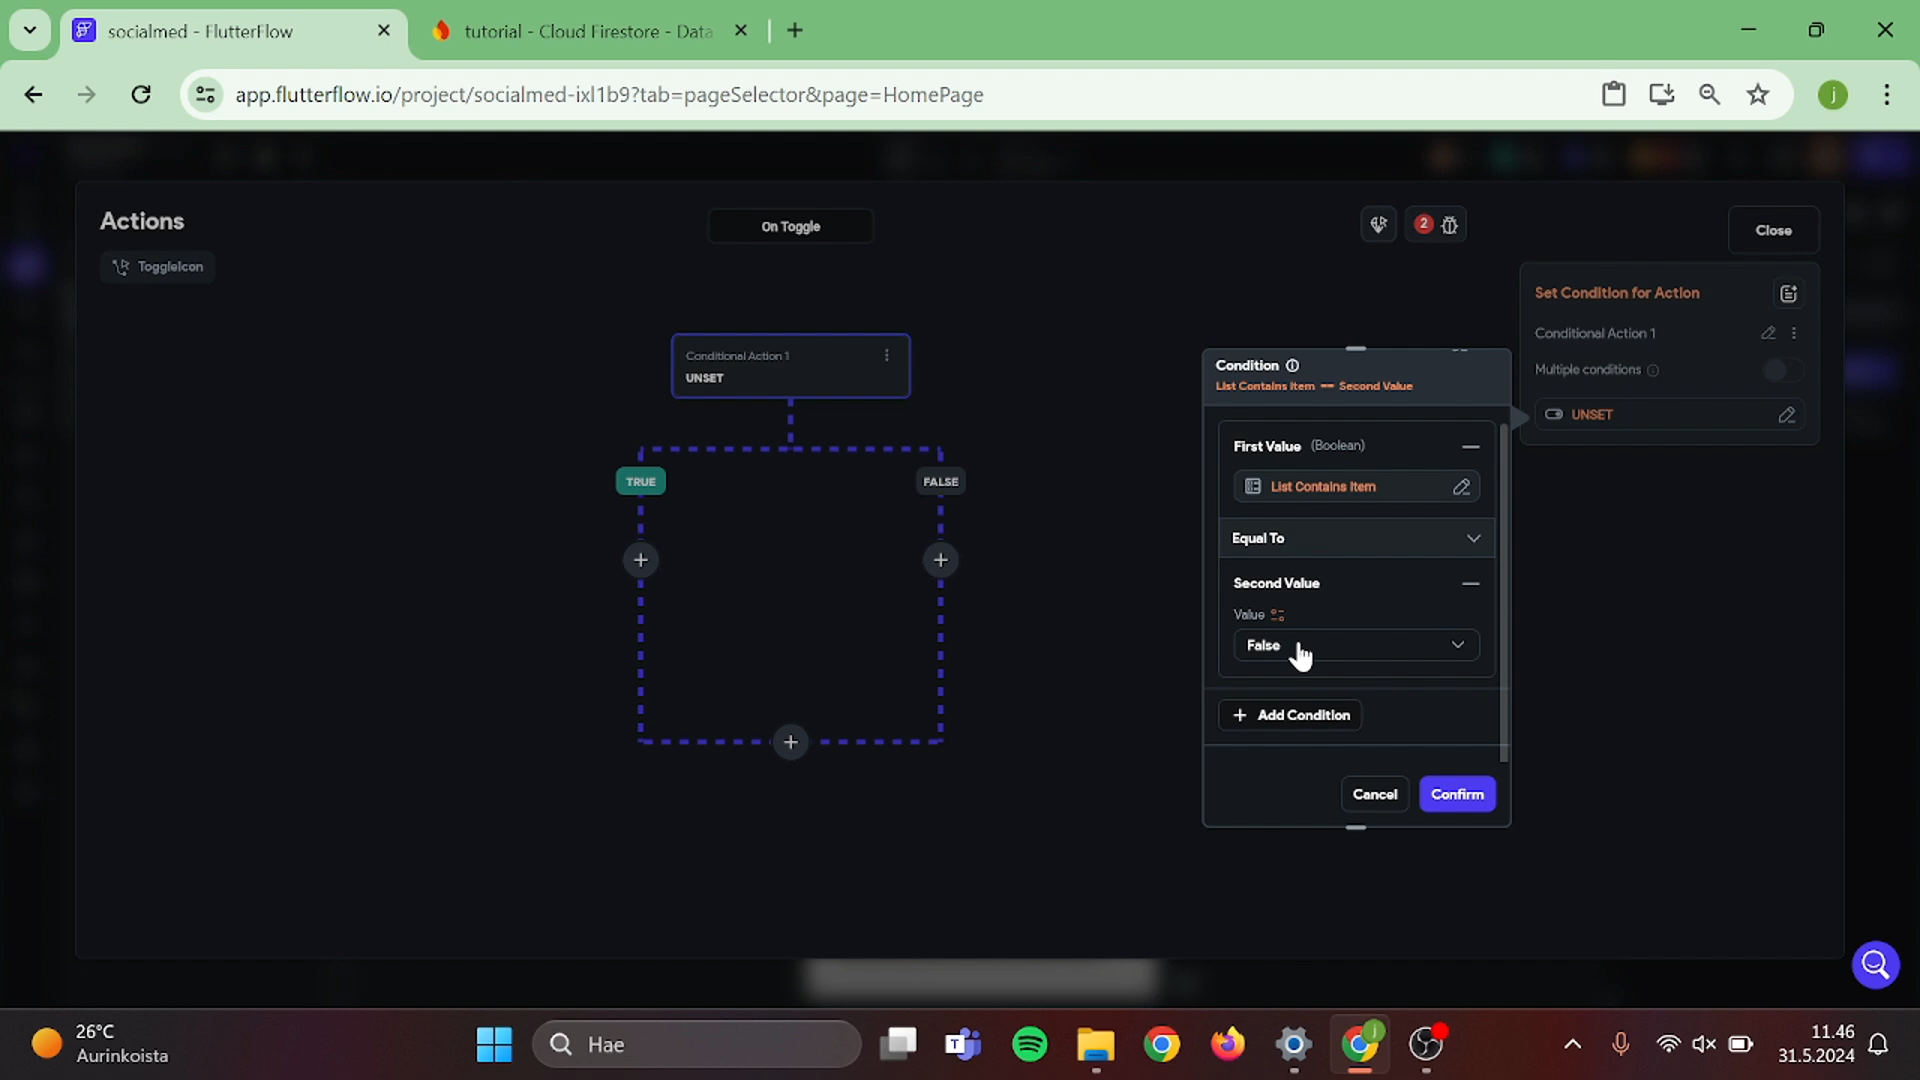 socialmed - FlutterFlow
tutorial - Cloud Firestore - Data
app.flutterflow.io/project/socialmed-ixl1b9?tab=pageSelector&page=HomePage
j
Actions
On Toggle
2
Close
ToggleIcon
Set Condition for Action
Conditional Action 1
Multiple conditions
UNSET
Conditional Action 1
UNSET
TRUE
FALSE
Condition
List Contains Item == Second Value
First Value (Boolean)
List Contains Item
Equal To
Second Value
Value
False
Add Condition
Cancel
Confirm
26°C
Aurinkoista
Hae
T
j
11.46
31.5.2024